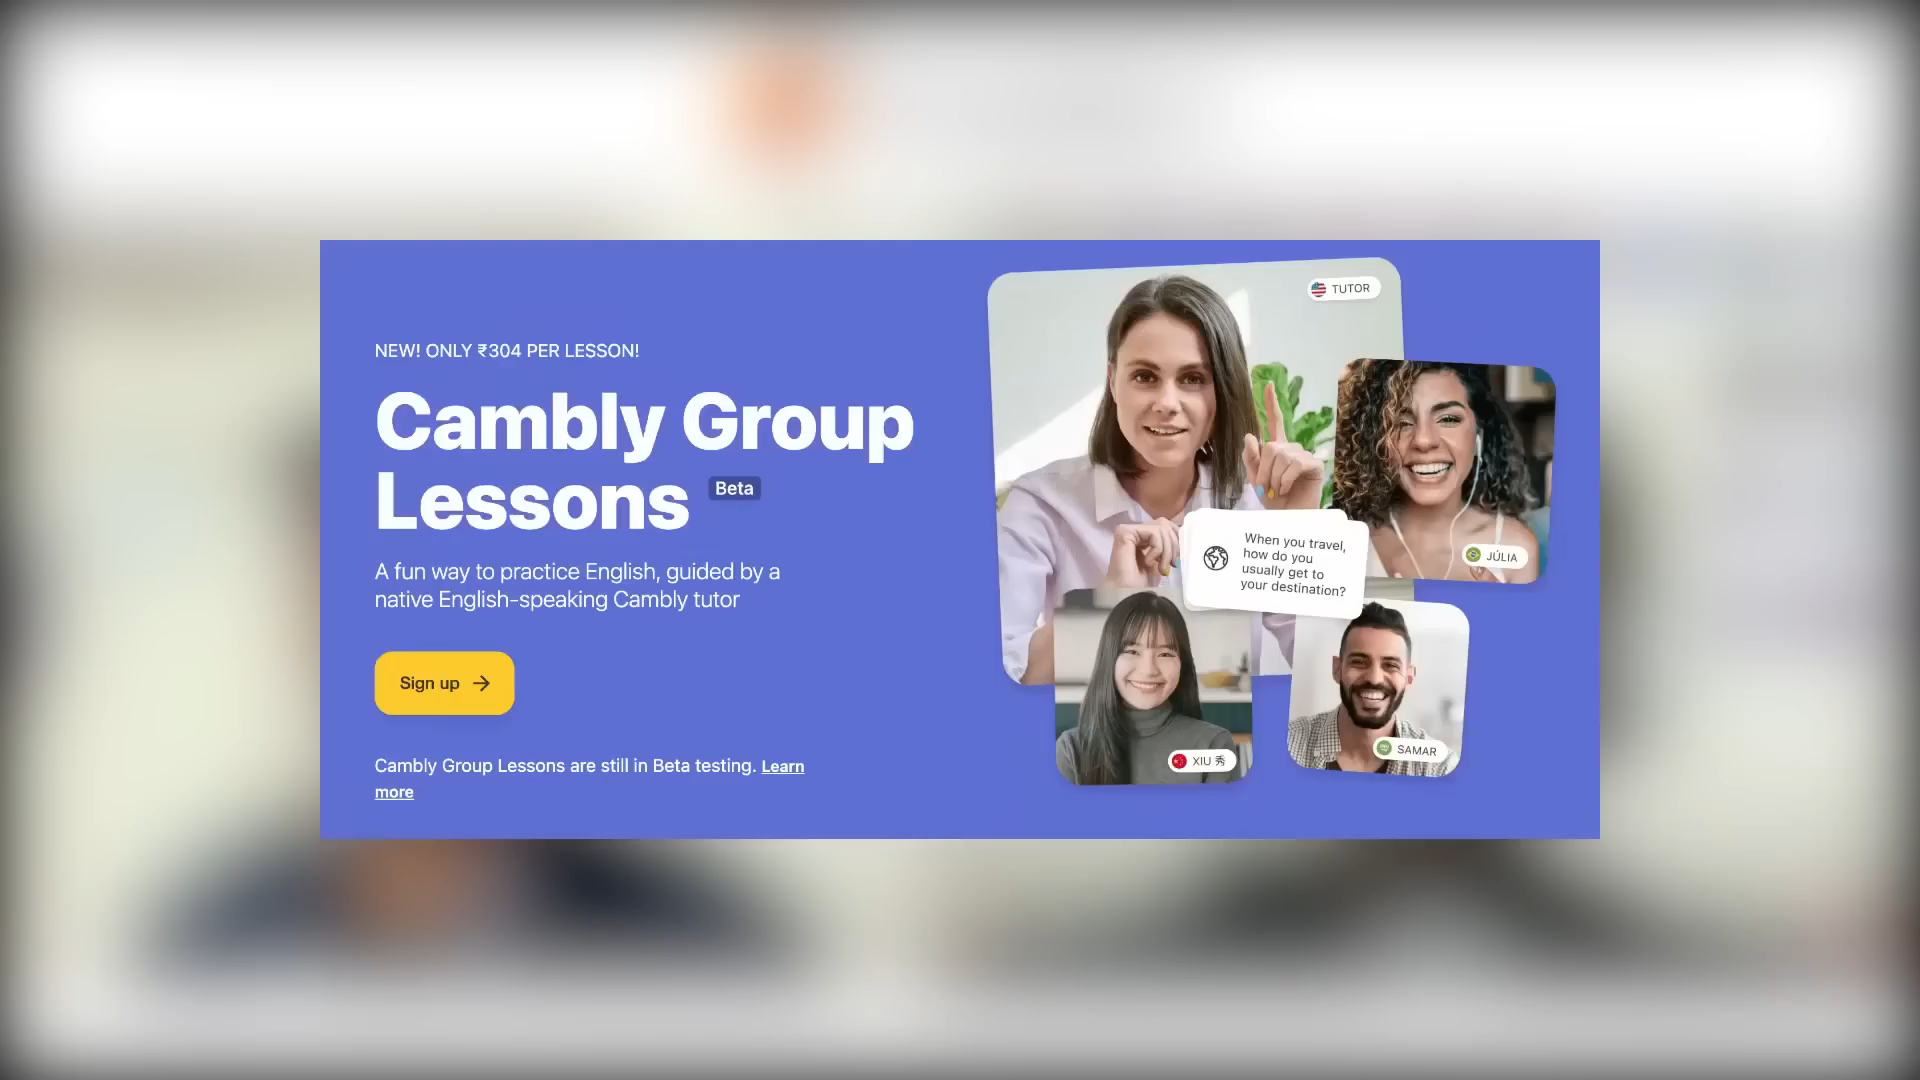 NEW! ONLY ₹304 PER LESSON!
Cambly Group
Lessons Beta
A fun way to practice English, guided by a
native English-speaking Cambly tutor
Sign up
Cambly Group Lessons are still in Beta testing. Learn
more
TUTOR
JÚLIA
When you travel,
how do you
usually get to
your destination?
XIU 秀
SAMAR